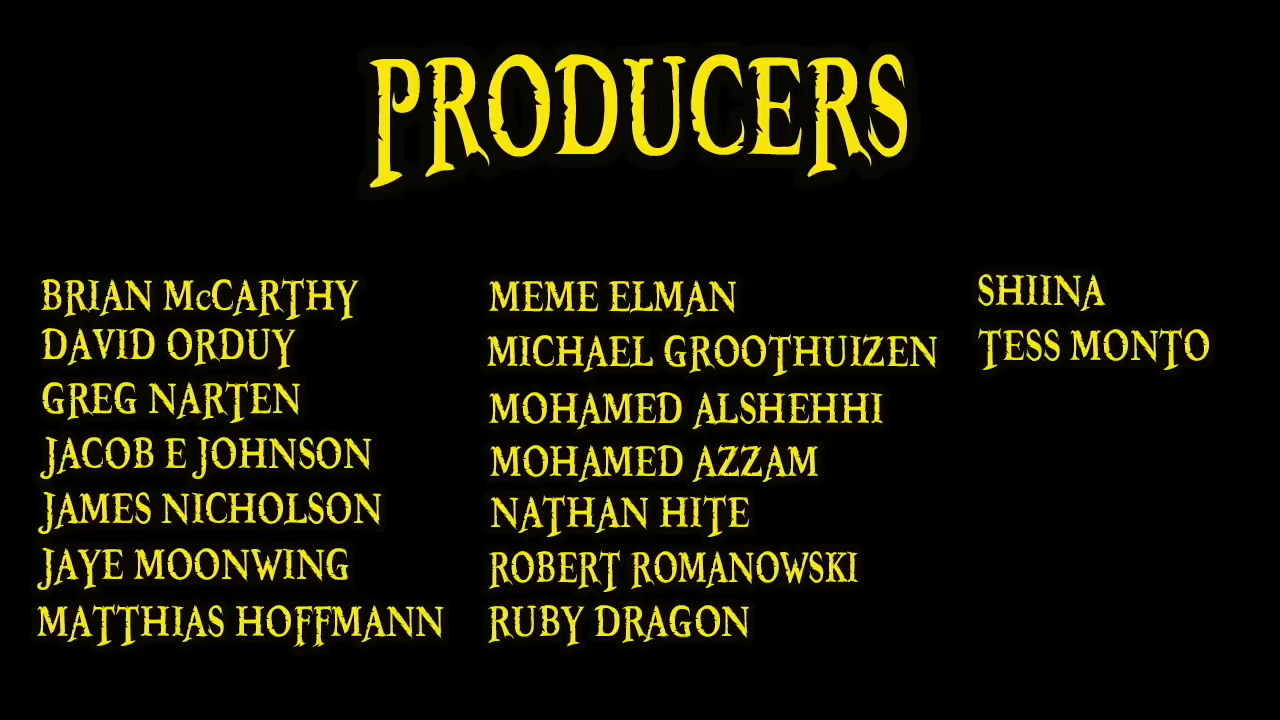 PRODUCERS
BRIAN McCARTHY
DAVID ORDUY
GREG NARTEN
JACOB E JOHNSON
JAMES NICHOLSON
JAYE MOONWING
MATTHIAS HOFFMANN
MEME ELMAN
MICHAEL GROOTHUIZEN
MOHAMED ALSHEHHI
MOHAMED AZZAM
NATHAN HITE
ROBERT ROMANOWSKI
RUBY DRAGON
SHIINA
TESS MONTO